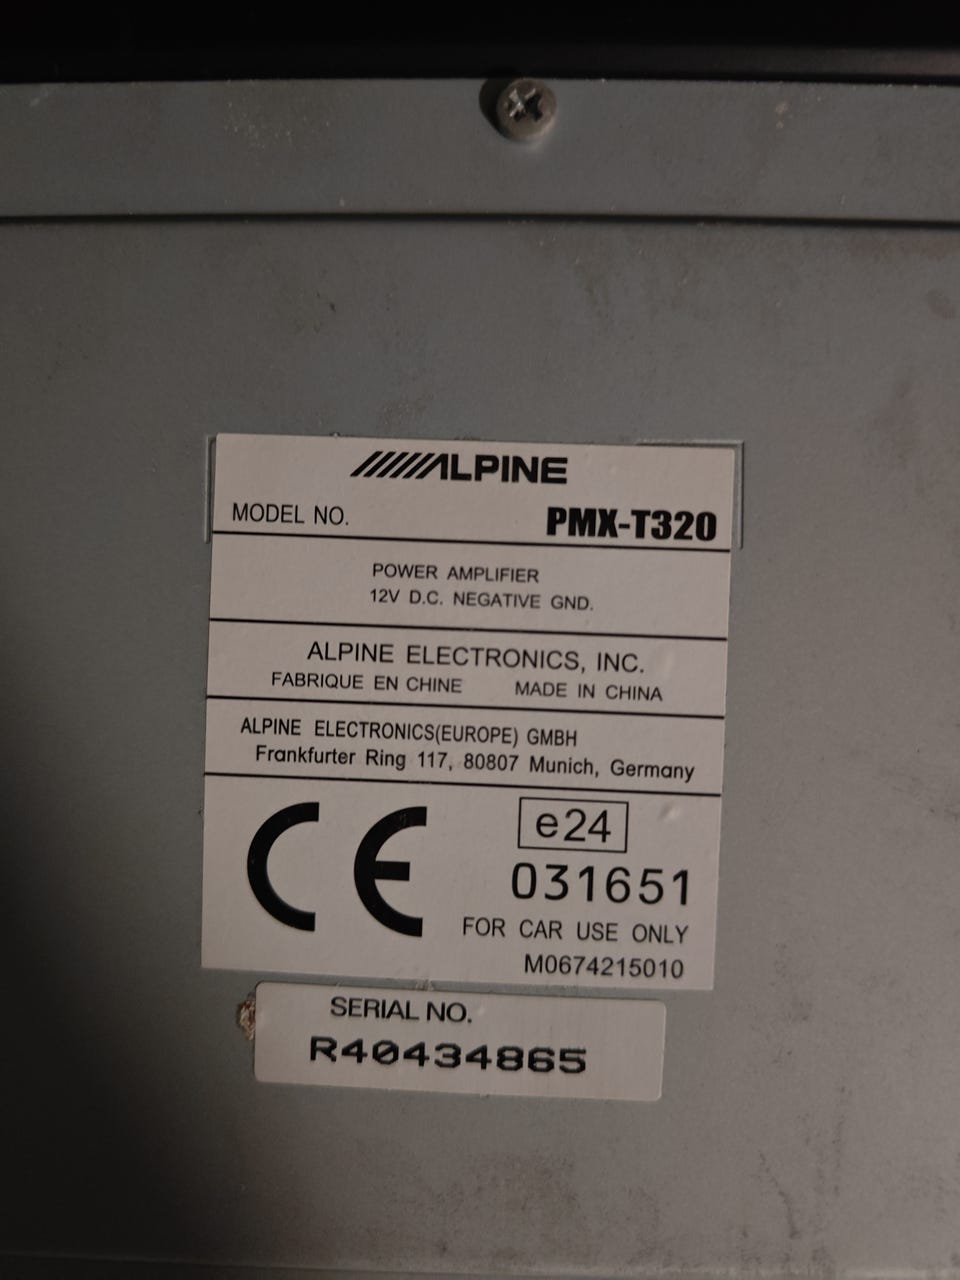 ALPINE
MODEL NO. PMX-T320
POWER AMPLIFIER
12V D.C. NEGATIVE GND.
ALPINE ELECTRONICS, INC.
FABRIQUE EN CHINE MADE IN CHINA
ALPINE ELECTRONICS(EUROPE) GMBH
Frankfurter Ring 117, 80807 Munich, Germany
CE
e24
031651
FOR CAR USE ONLY
M0674215010
SERIAL NO.
R40434865